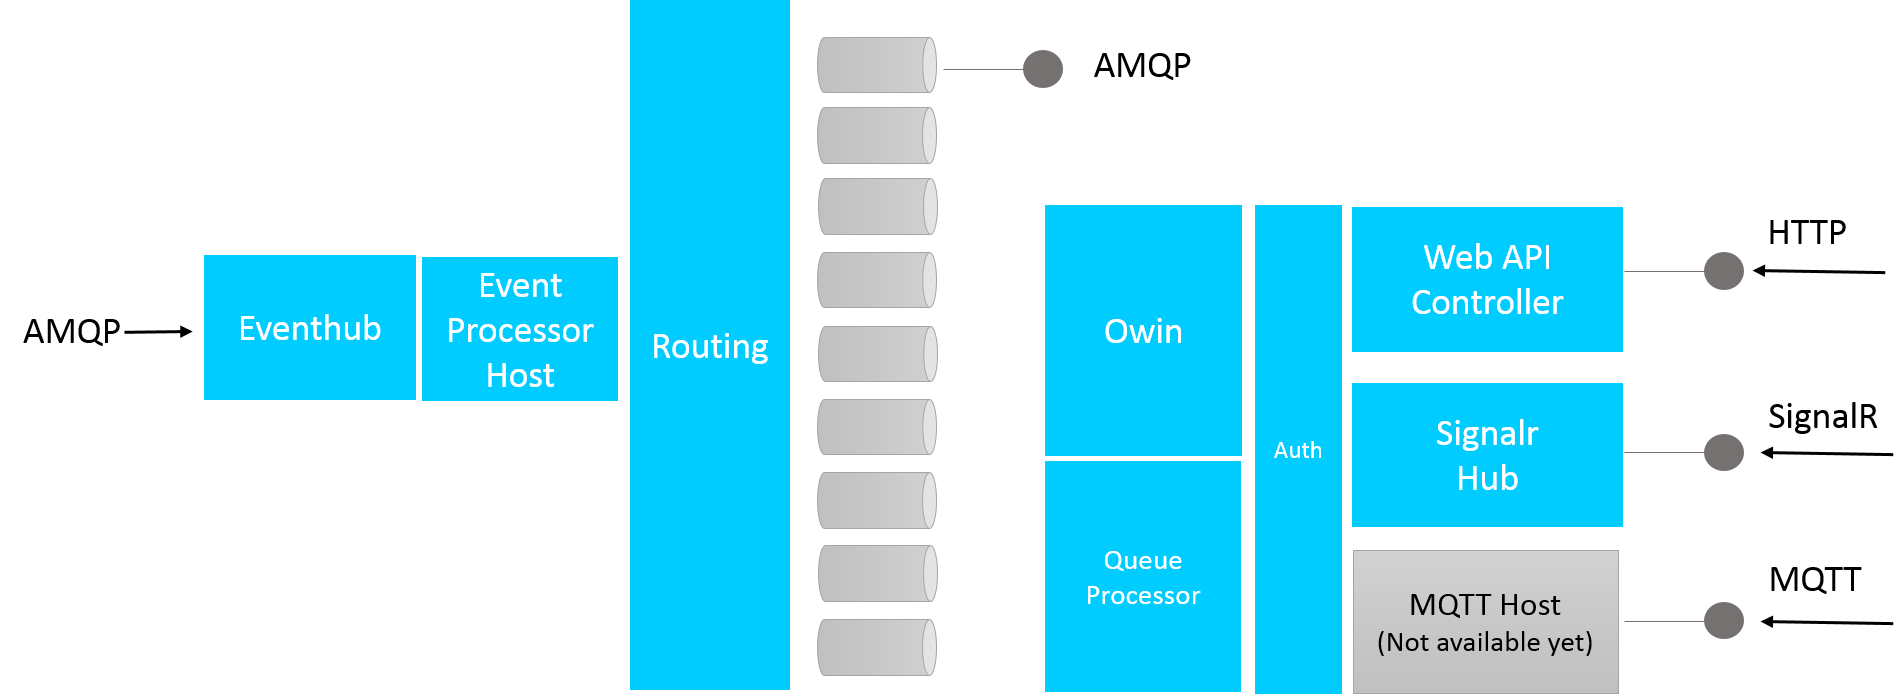 AMQP
Eventhub
Event
Processor
Host
Routing
AMQP
Owin
Queue
Processor
Auth
Web API
Controller
Signalr
Hub
MQTT Host
(Not available yet)
HTTP
SignalR
MQTT